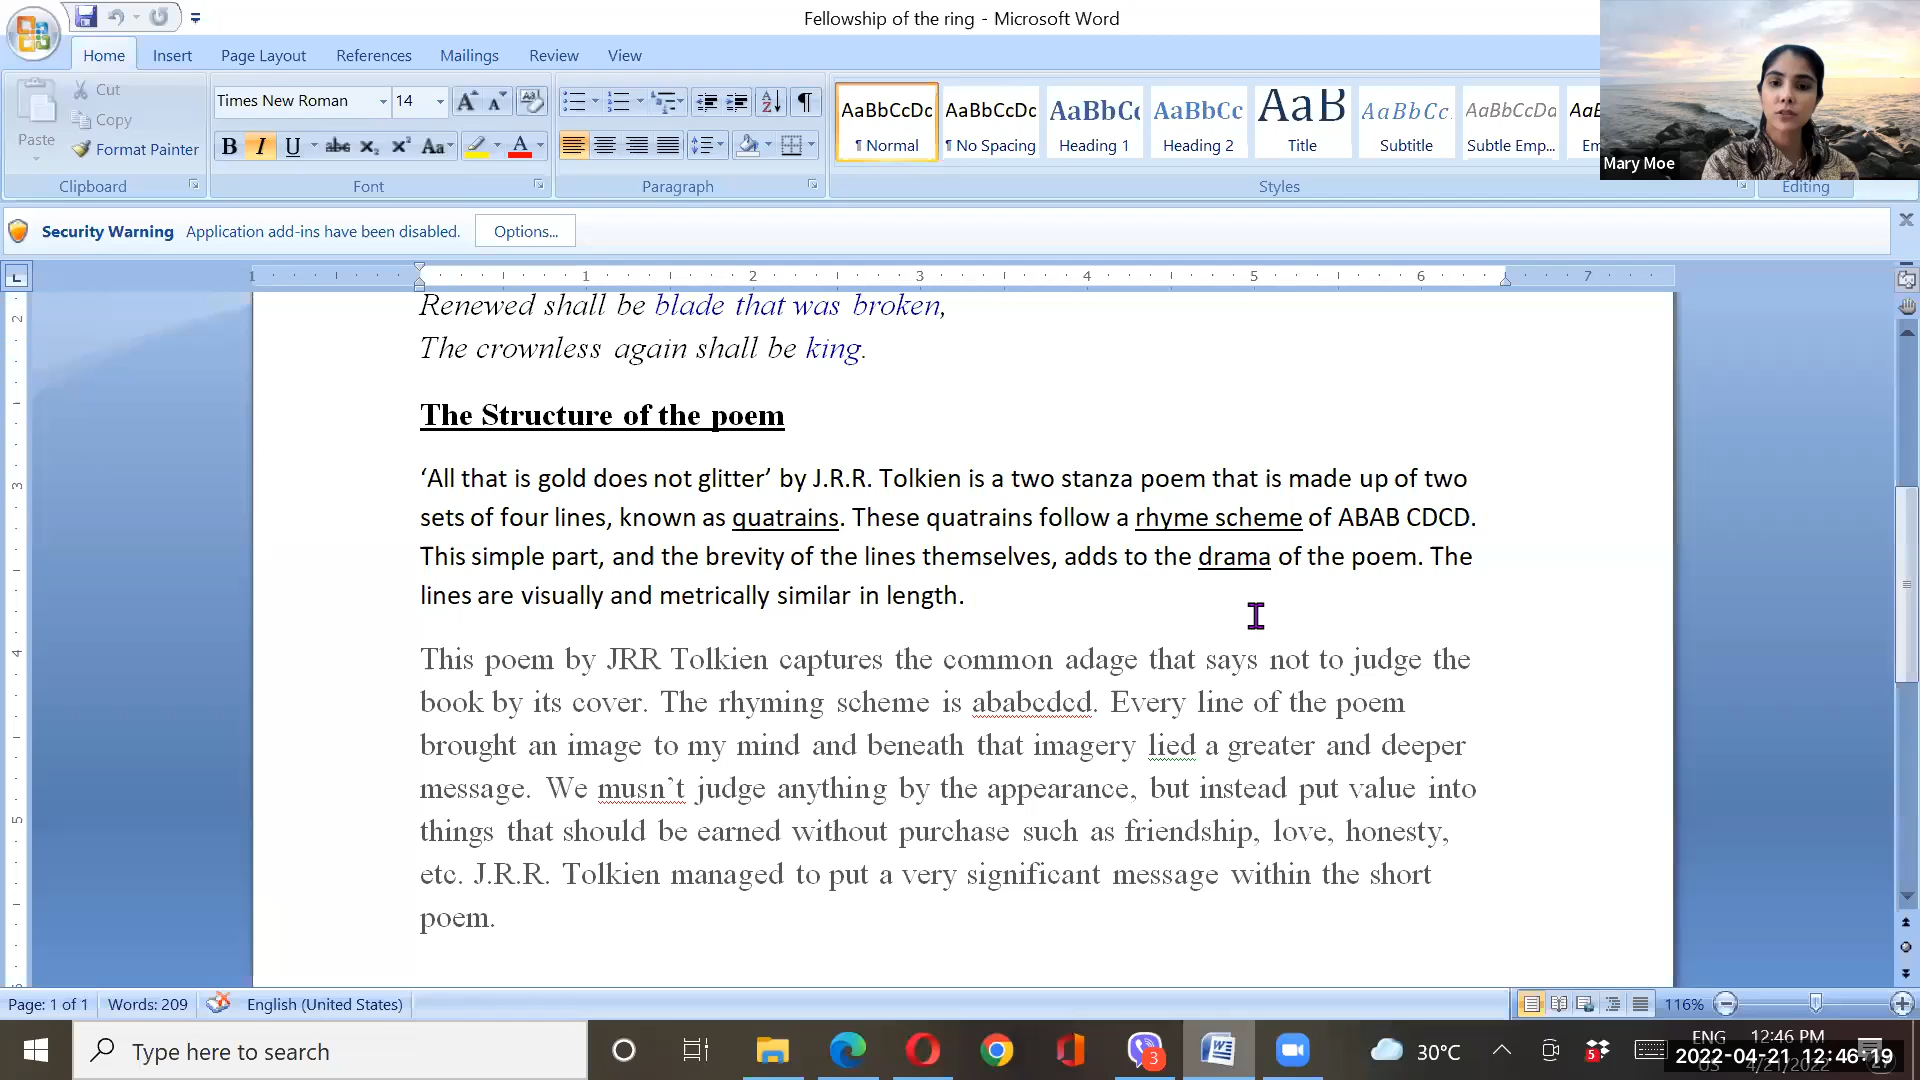 Fellowship of the ring - Microsoft Word
Home Insert Page Layout References Mailings Review View
Paste
Cut
Copy
Format Painter
Clipboard
Times New Roman 14
Font
Paragraph
AaBbCcDc AaBbCcDc AaBbCc AaBbCc AaB AaBbCcL AaBbCcDa
¶ Normal ¶ No Spacing Heading 1 Heading 2 Title Subtitle Subtle Emp...
Styles
Editing
Mary Moe
Security Warning Application add-ins have been disabled. Options...
1 1 2 3 4 5 6 7
Renewed shall be blade that was broken,
The crownless again shall be king.
The Structure of the poem
‘All that is gold does not glitter’ by J.R.R. Tolkien is a two stanza poem that is made up of two
sets of four lines, known as quatrains. These quatrains follow a rhyme scheme of ABAB CDCD.
This simple part, and the brevity of the lines themselves, adds to the drama of the poem. The
lines are visually and metrically similar in length.
This poem by JRR Tolkien captures the common adage that says not to judge the
book by its cover. The rhyming scheme is ababcdcd. Every line of the poem
brought an image to my mind and beneath that imagery lied a greater and deeper
message. We musn’t judge anything by the appearance, but instead put value into
things that should be earned without purchase such as friendship, love, honesty,
etc. J.R.R. Tolkien managed to put a very significant message within the short
poem.
Page: 1 of 1 Words: 209 English (United States) 116%
Type here to search
3
30°C
5
ENG 12:46 PM
2022-04-21 12:46:19